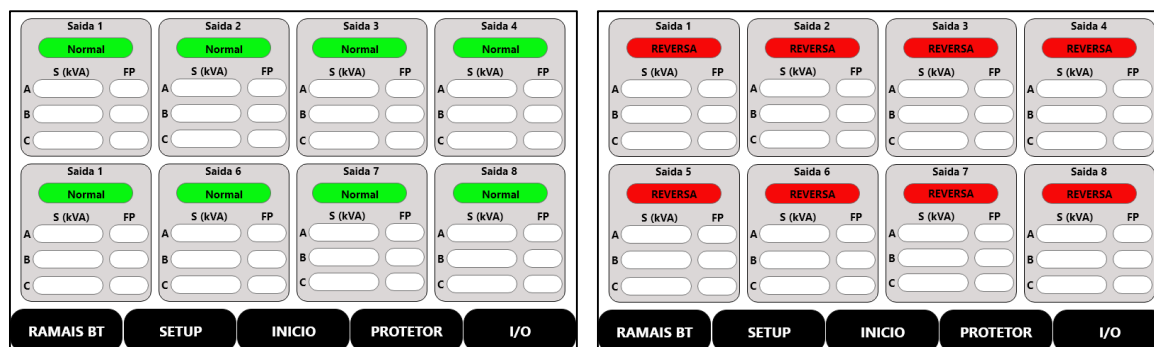 Saida 1 Saida 2 Saida 3 Saida 4
Normal Normal Normal Normal
S (kVA) FP S (kVA) FP S (kVA) FP S (kVA) FP
A A A A
B B B B
C C C C
Saida 1 Saida 6 Saida 7 Saida 8
Normal Normal Normal Normal
S (kVA) FP S (kVA) FP S (kVA) FP S (kVA) FP
A A A A
B B B B
C C C C
RAMAIS BT SETUP INICIO PROTETOR I/O
Saida 1 Saida 2 Saida 3 Saida 4
REVERSA REVERSA REVERSA REVERSA
S (kVA) FP S (kVA) FP S (kVA) FP S (kVA) FP
A A A A
B B B B
C C C C
Saida 5 Saida 6 Saida 7 Saida 8
REVERSA REVERSA REVERSA REVERSA
S (kVA) FP S (kVA) FP S (kVA) FP S (kVA) FP
A A A A
B B B B
C C C C
RAMAIS BT SETUP INICIO PROTETOR I/O